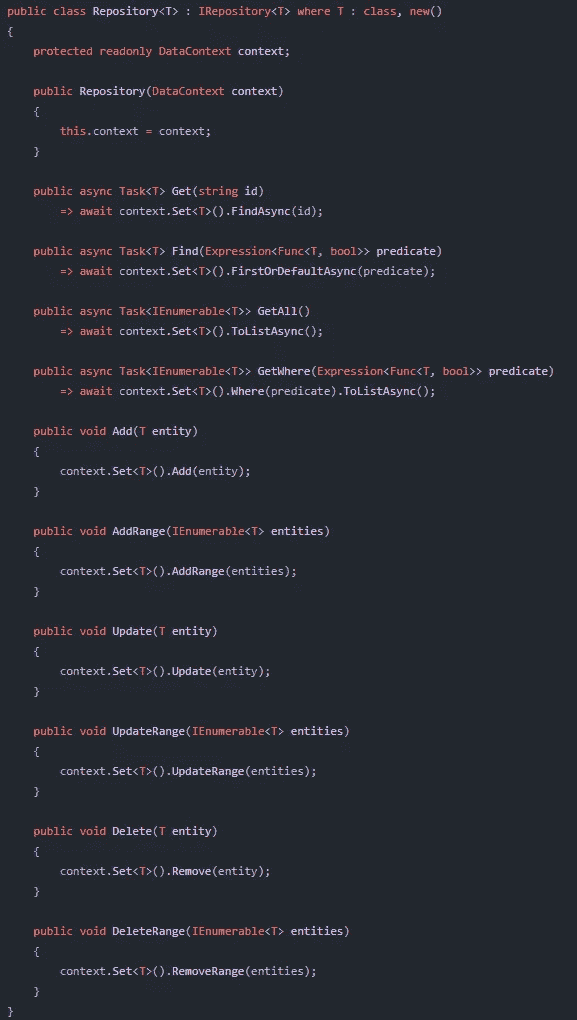 public class Repository<T> : IRepository<T> where T : class, new()
{
    protected readonly DataContext context;

    public Repository(DataContext context)
    {
        this.context = context;
    }

    public async Task<T> Get(string id)
        => await context.Set<T>().FindAsync(id);

    public async Task<T> Find(Expression<Func<T, bool>> predicate)
        => await context.Set<T>().FirstOrDefaultAsync(predicate);

    public async Task<IEnumerable<T>> GetAll()
        => await context.Set<T>().ToListAsync();

    public async Task<IEnumerable<T>> GetWhere(Expression<Func<T, bool>> predicate)
        => await context.Set<T>().Where(predicate).ToListAsync();

    public void Add(T entity)
    {
        context.Set<T>().Add(entity);
    }

    public void AddRange(IEnumerable<T> entities)
    {
        context.Set<T>().AddRange(entities);
    }

    public void Update(T entity)
    {
        context.Set<T>().Update(entity);
    }

    public void UpdateRange(IEnumerable<T> entities)
    {
        context.Set<T>().UpdateRange(entities);
    }

    public void Delete(T entity)
    {
        context.Set<T>().Remove(entity);
    }

    public void DeleteRange(IEnumerable<T> entities)
    {
        context.Set<T>().RemoveRange(entities);
    }
}